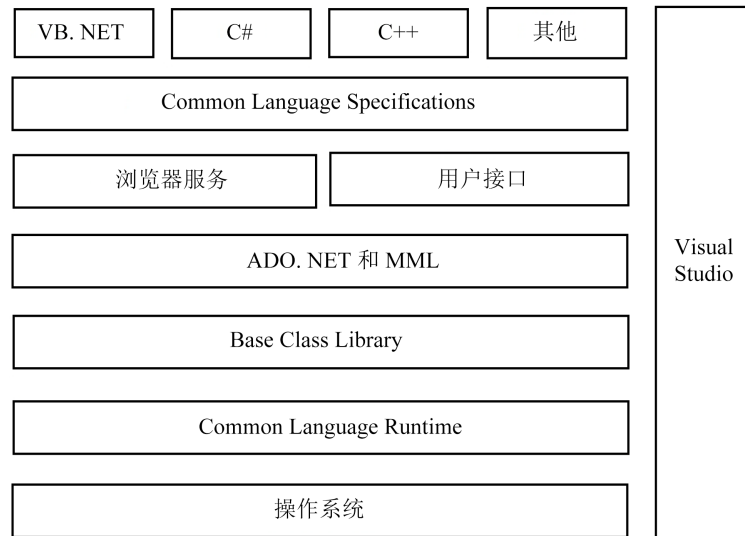 VB. NET
C#
C++
其他
Common Language Specifications
浏览器服务
用户接口
ADO. NET 和 MML
Base Class Library
Common Language Runtime
操作系统
Visual
Studio